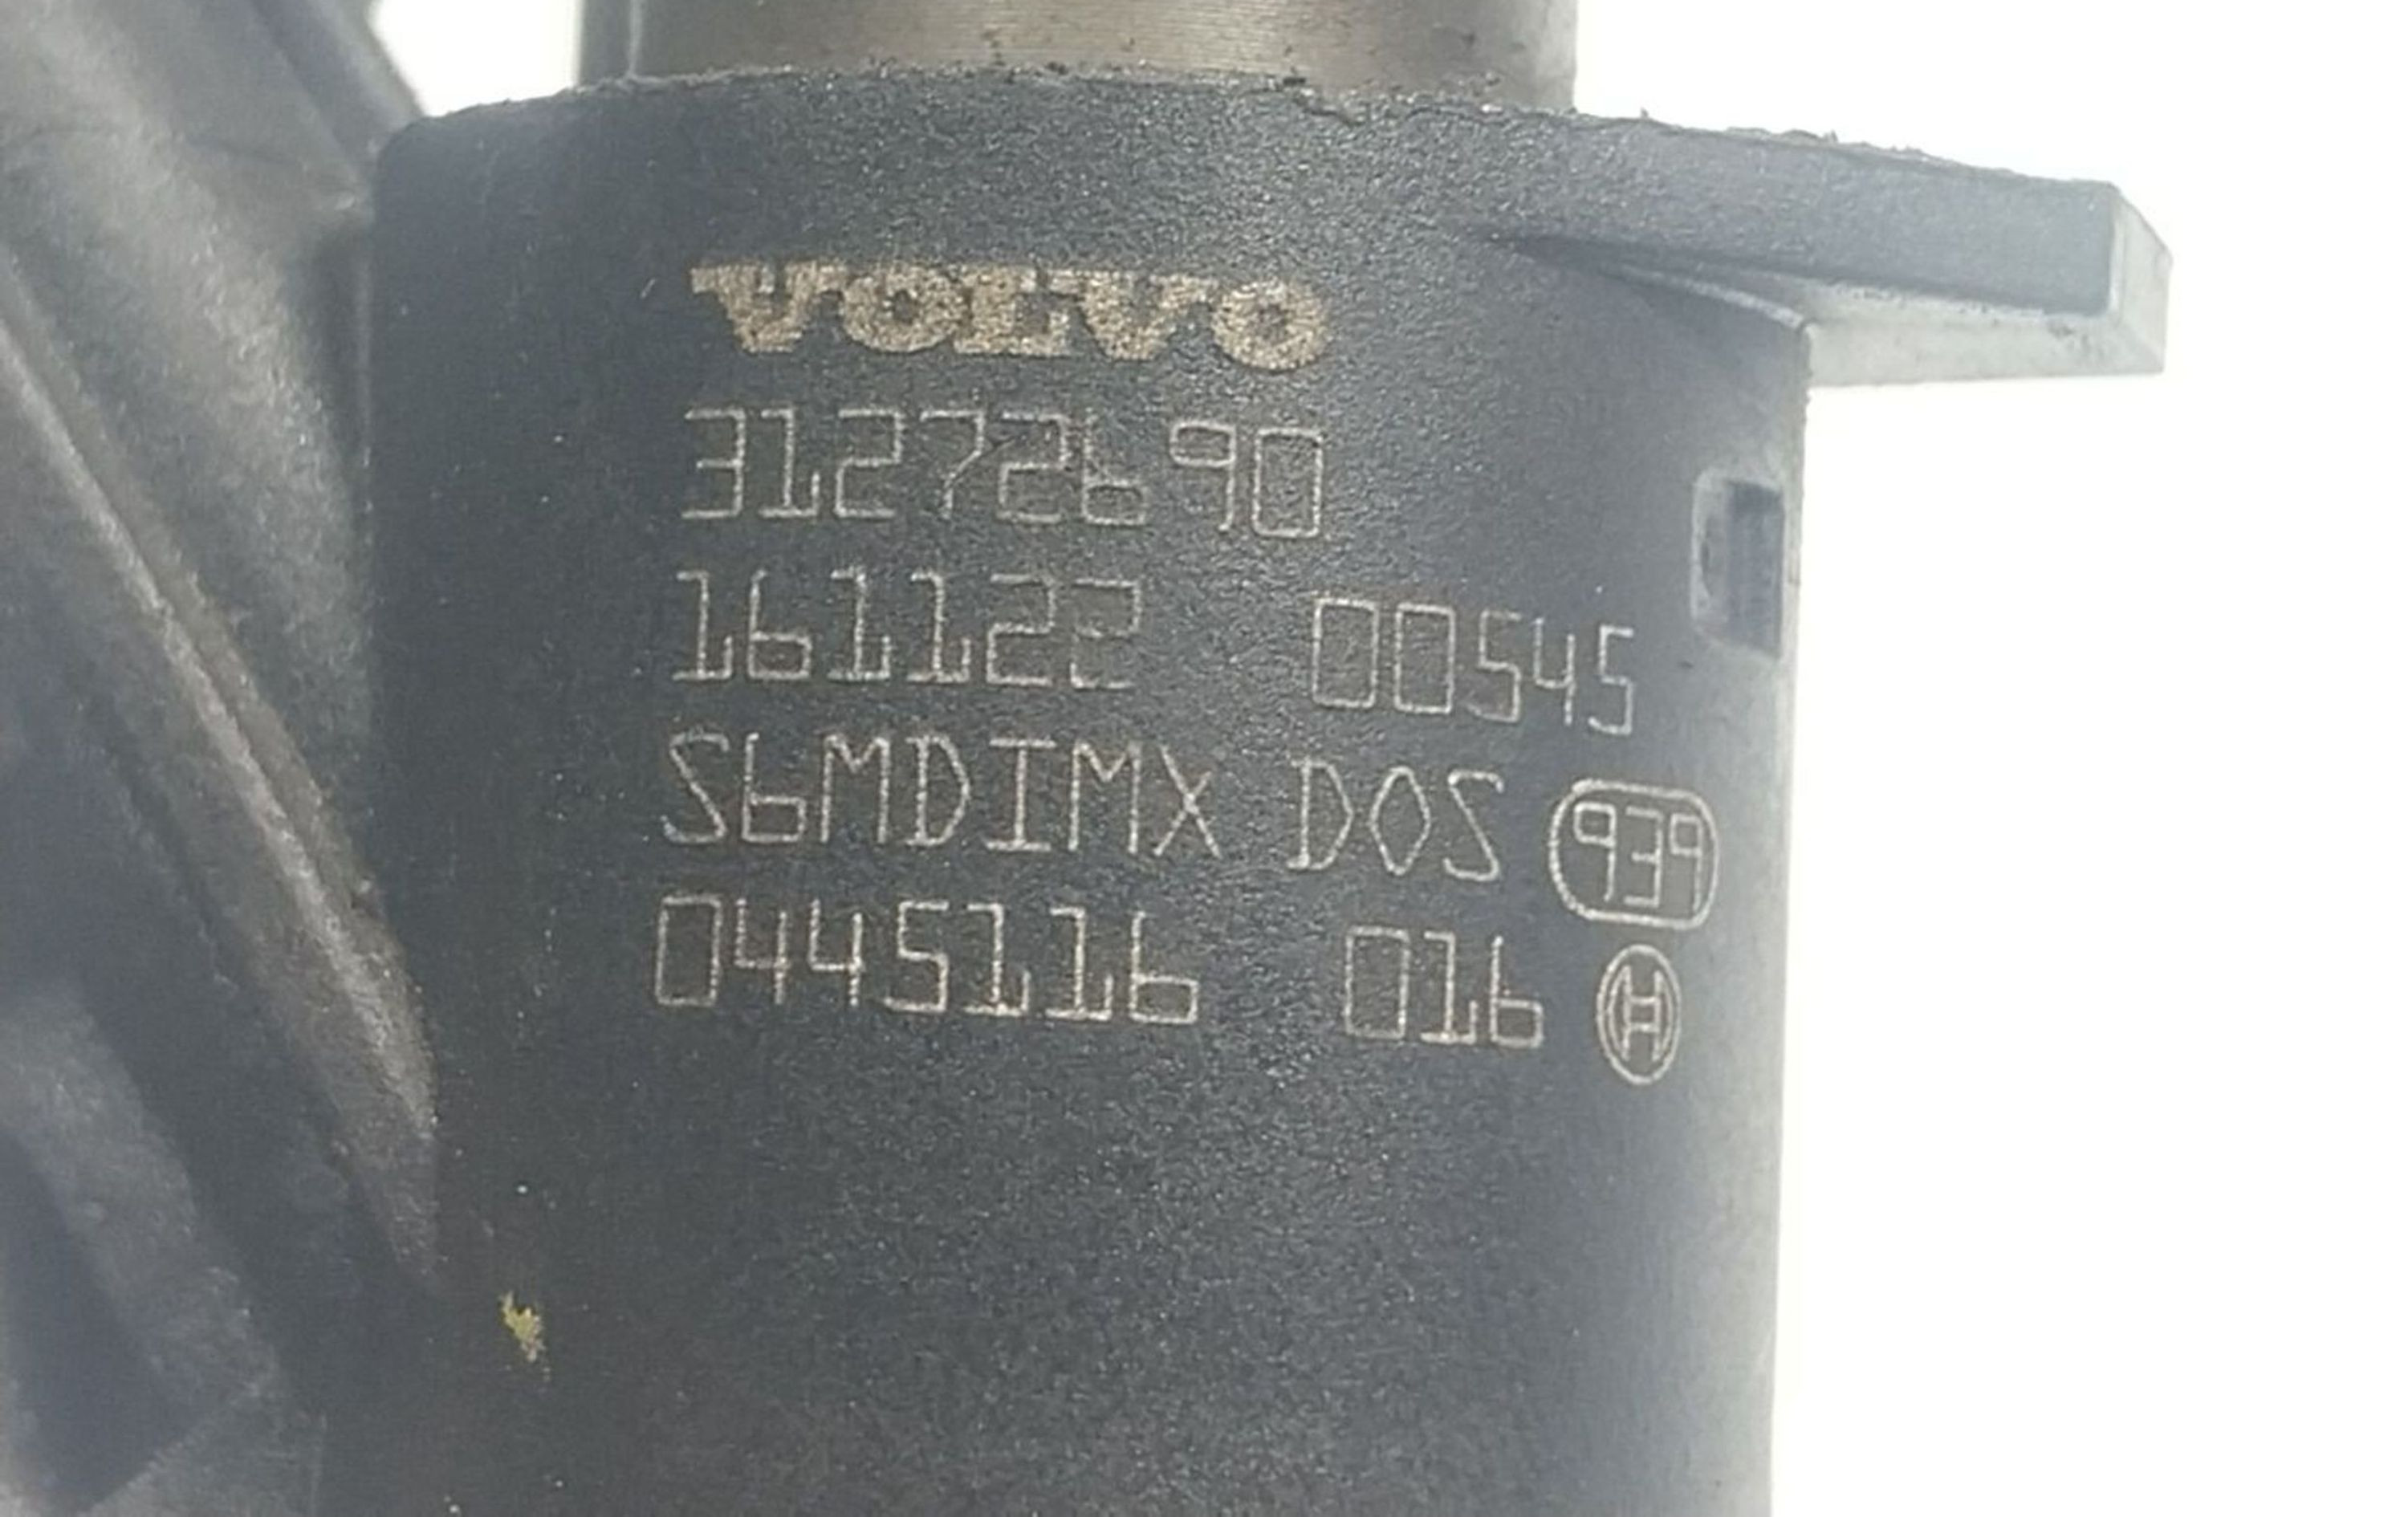 VOLVO
31272690
161122 00545
S6MDIMX DOS 939
0445116 016